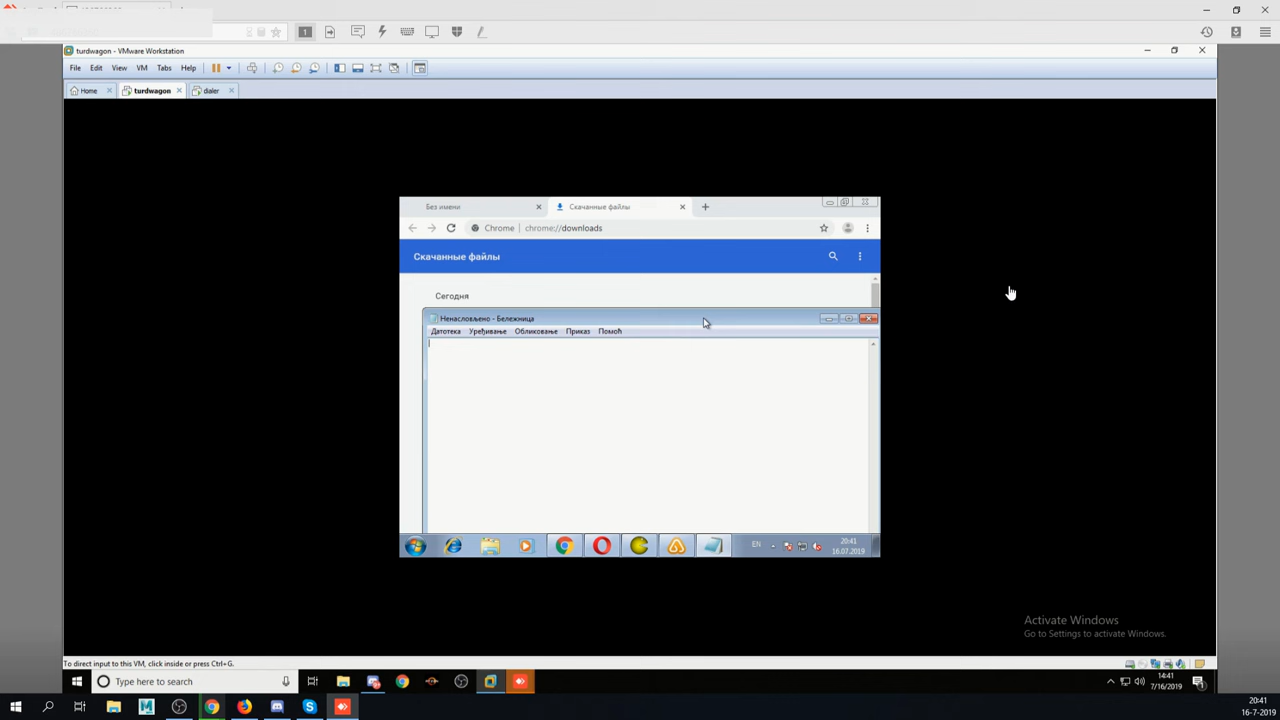 1
turdwagon - VMware Workstation
File Edit View VM Tabs Help
Home turdwagon dialer
Без имени Скачанные файлы
Chrome chrome://downloads
Скачанные файлы
Сегодня
Ненасловљено - Бележница
Датотека Уређивање Обликовање Приказ Помоћ
EN 20:41
16.07.2019
Activate Windows
Go to Settings to activate Windows.
To direct input to this VM, click inside or press Ctrl+G.
Type here to search
14:41
7/16/2019
1
20:41
16-7-2019